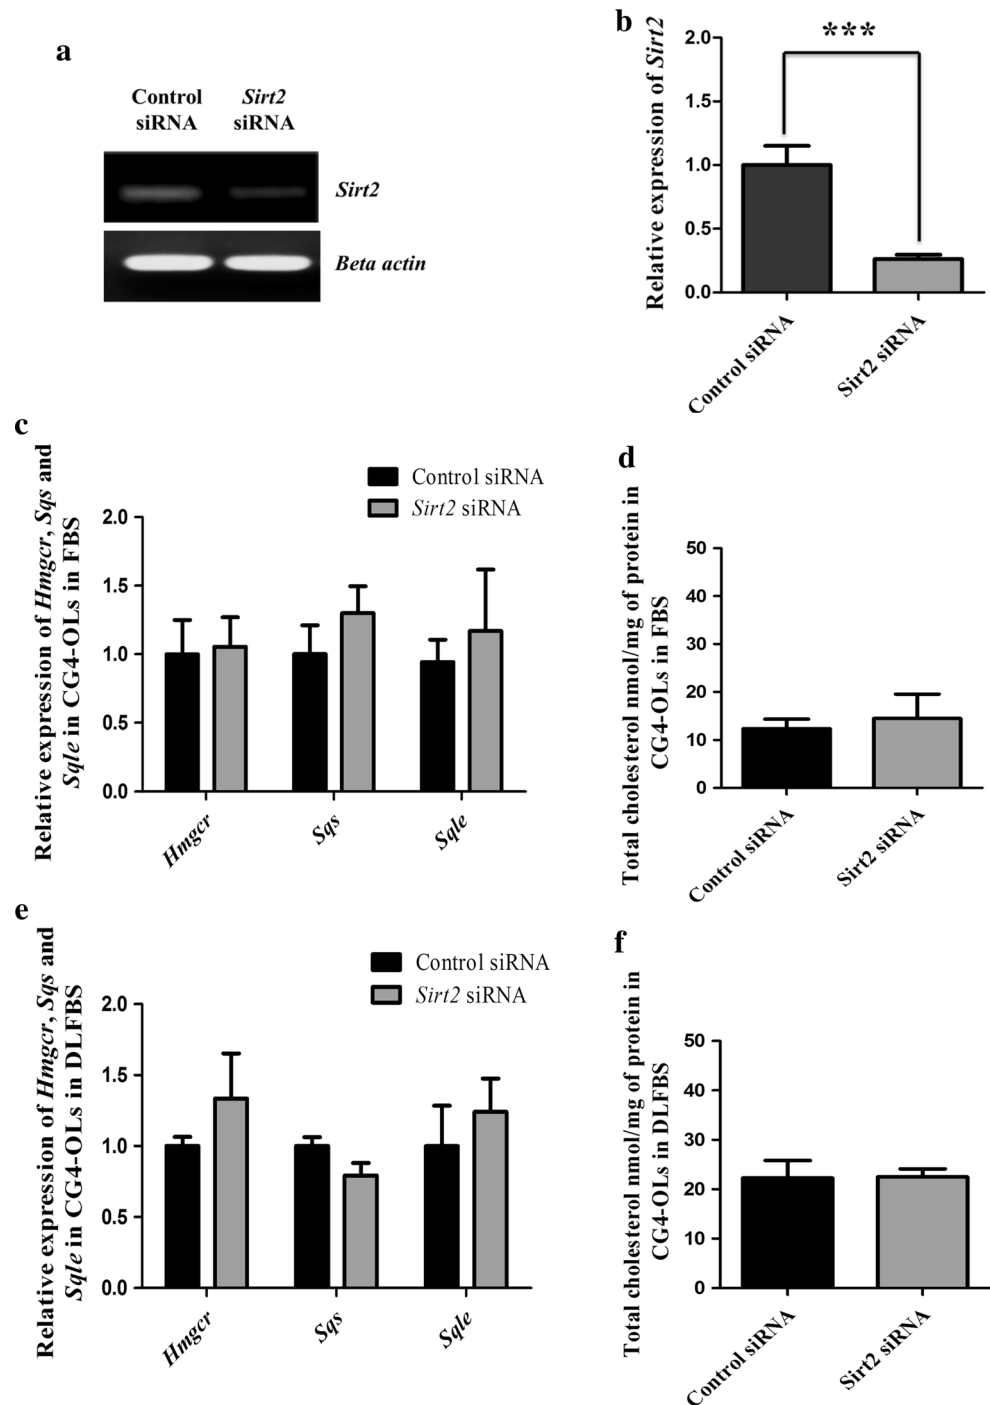 a
Control siRNA
Sirt2 siRNA
Sirt2
Beta actin
b
Relative expression of Sirt2
2.0
1.5
1.0
0.5
0.0
***
Control siRNA
Sirt2 siRNA
c
Relative expression of Hmgcr, Sqs and
Sqle in CG4-OLs in FBS
Control siRNA
Sirt2 siRNA
2.0
1.5
1.0
0.5
0.0
Hmgcr
Sqs
Sqle
d
Total cholesterol nmol/mg of protein in
CG4-OLs in FBS
50
40
30
20
10
0
Control siRNA
Sirt2 siRNA
e
Relative expression of Hmgcr, Sqs and
Sqle in CG4-OLs in DLFBS
Control siRNA
Sirt2 siRNA
2.0
1.5
1.0
0.5
0.0
Hmgcr
Sqs
Sqle
f
Total cholesterol nmol/mg of protein in
CG4-OLs in DLFBS
50
40
30
20
10
0
Control siRNA
Sirt2 siRNA